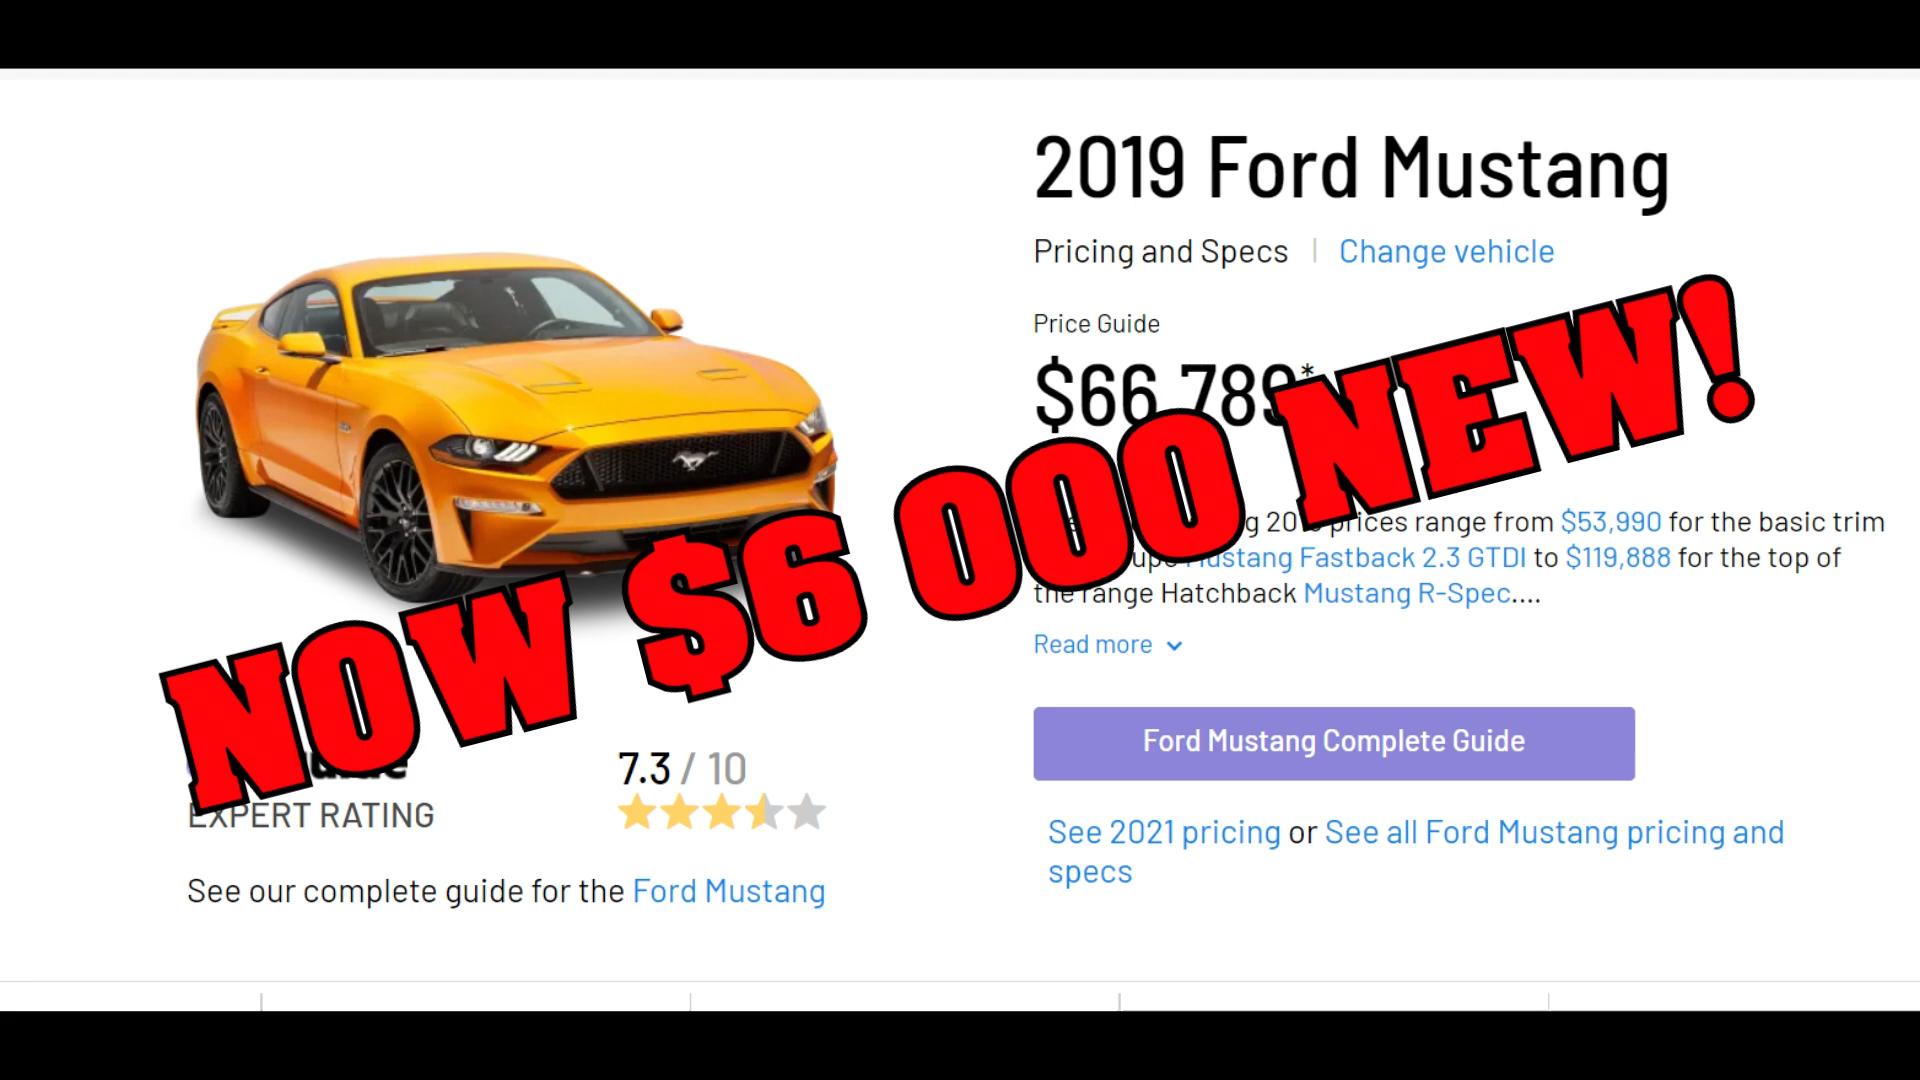 2019 Ford Mustang
Pricing and Specs | Change vehicle
Price Guide
$66,789*
NOW $6 000 NEW!
prices range from $53,990 for the basic trim
Mustang Fastback 2.3 GTDI to $119,888 for the top of
the range Hatchback Mustang R-Spec....
Read more
Ford Mustang Complete Guide
7.3 / 10
EXPERT RATING
See our complete guide for the Ford Mustang
See 2021 pricing or See all Ford Mustang pricing and
specs